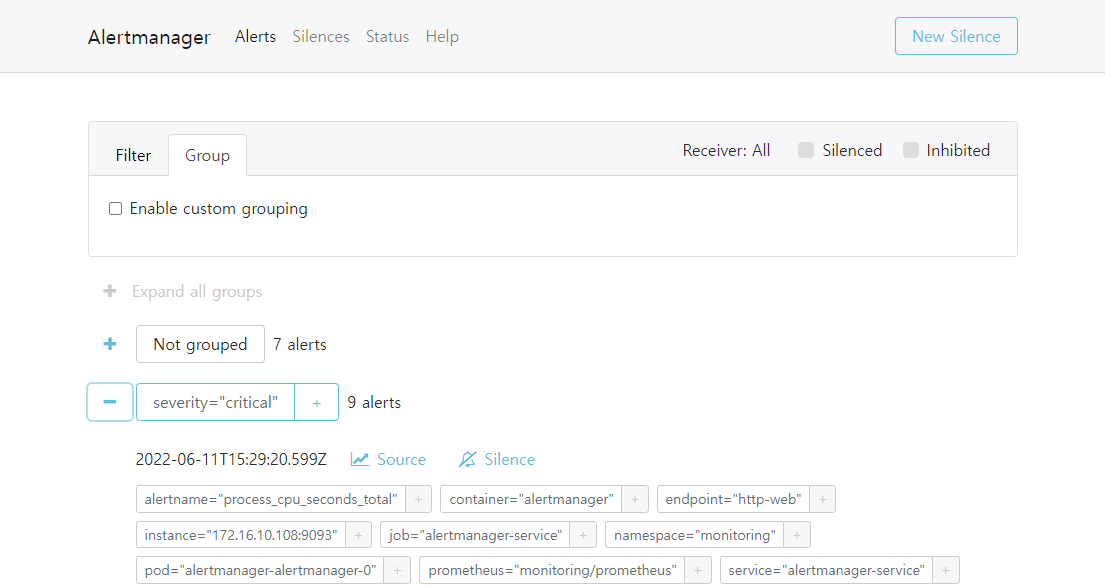 Alertmanager Alerts Silences Status Help New Silence
Filter Group Receiver: All Silenced Inhibited
Enable custom grouping
+ Expand all groups
+ Not grouped 7 alerts
− severity="critical" + 9 alerts
2022-06-11T15:29:20.599Z Source Silence
alertname="process_cpu_seconds_total" + container="alertmanager" + endpoint="http-web" +
instance="172.16.10.108:9093" + job="alertmanager-service" + namespace="monitoring" +
pod="alertmanager-alertmanager-0" + prometheus="monitoring/prometheus" + service="alertmanager-service" +